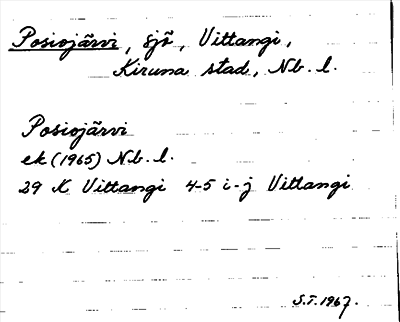 Posiojärvi, sjö, Vittangi,
Kiruna stad, Nb. l.
Posiojärvi
ek (1965) Nb. l.
29 K Vittangi 4-5 i-j Vittangi
S.T. 1967.